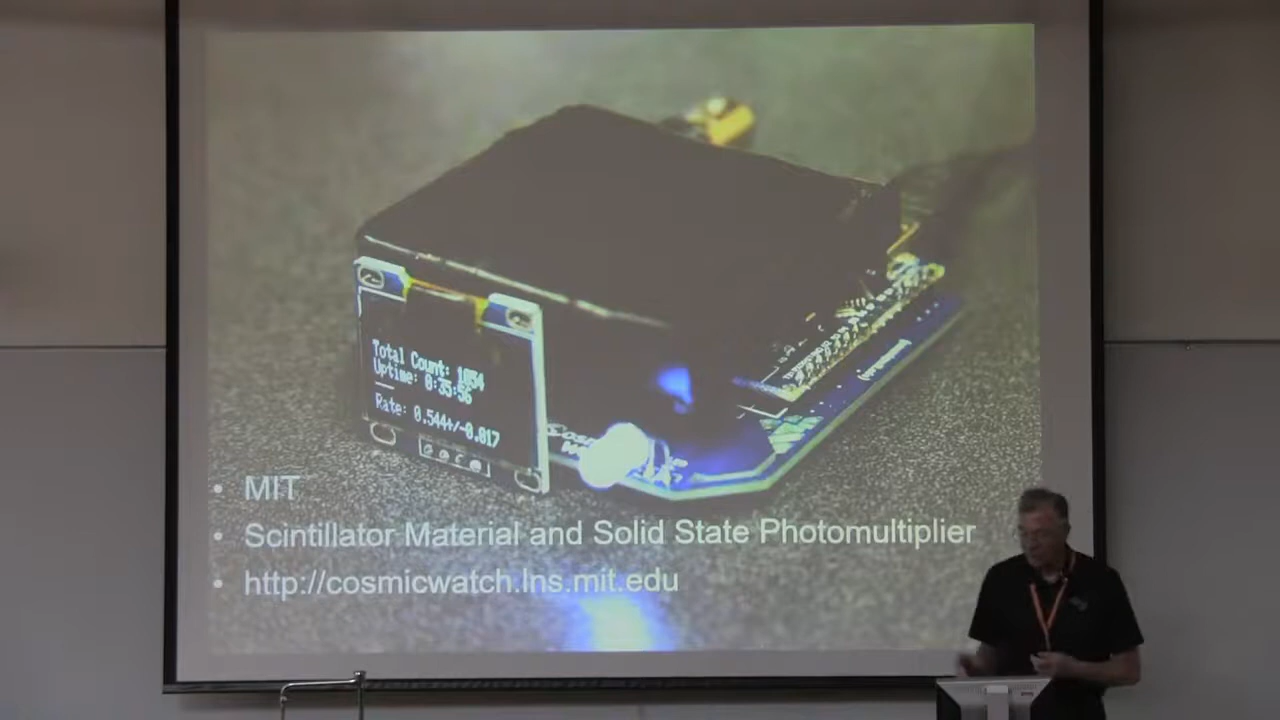 Total Count: 1054
Uptime: 0:35:56
Rate: 0.544+/-0.017
• MIT
• Scintillator Material and Solid State Photomultiplier
• http://cosmicwatch.lns.mit.edu